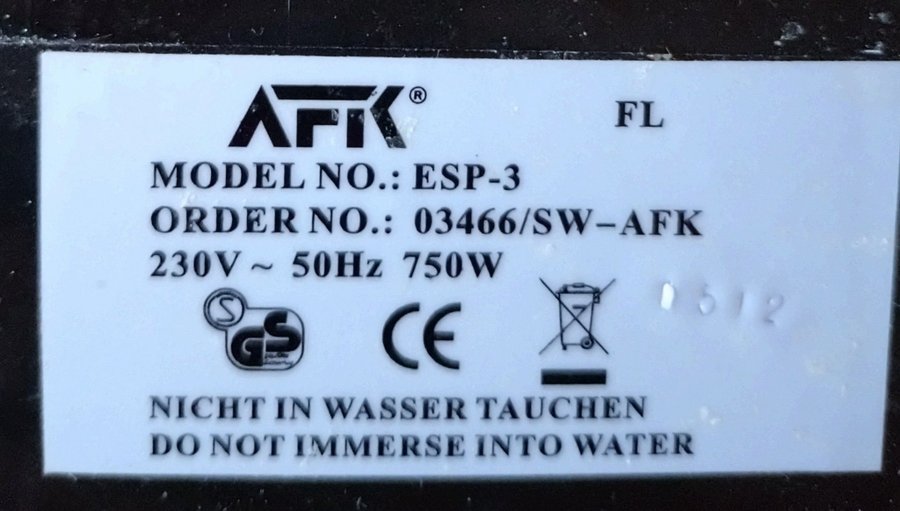 AFK® FL
MODEL NO.: ESP-3
ORDER NO.: 03466/SW-AFK
230V ~ 50Hz 750W
S GS CE
NICHT IN WASSER TAUCHEN
DO NOT IMMERSE INTO WATER